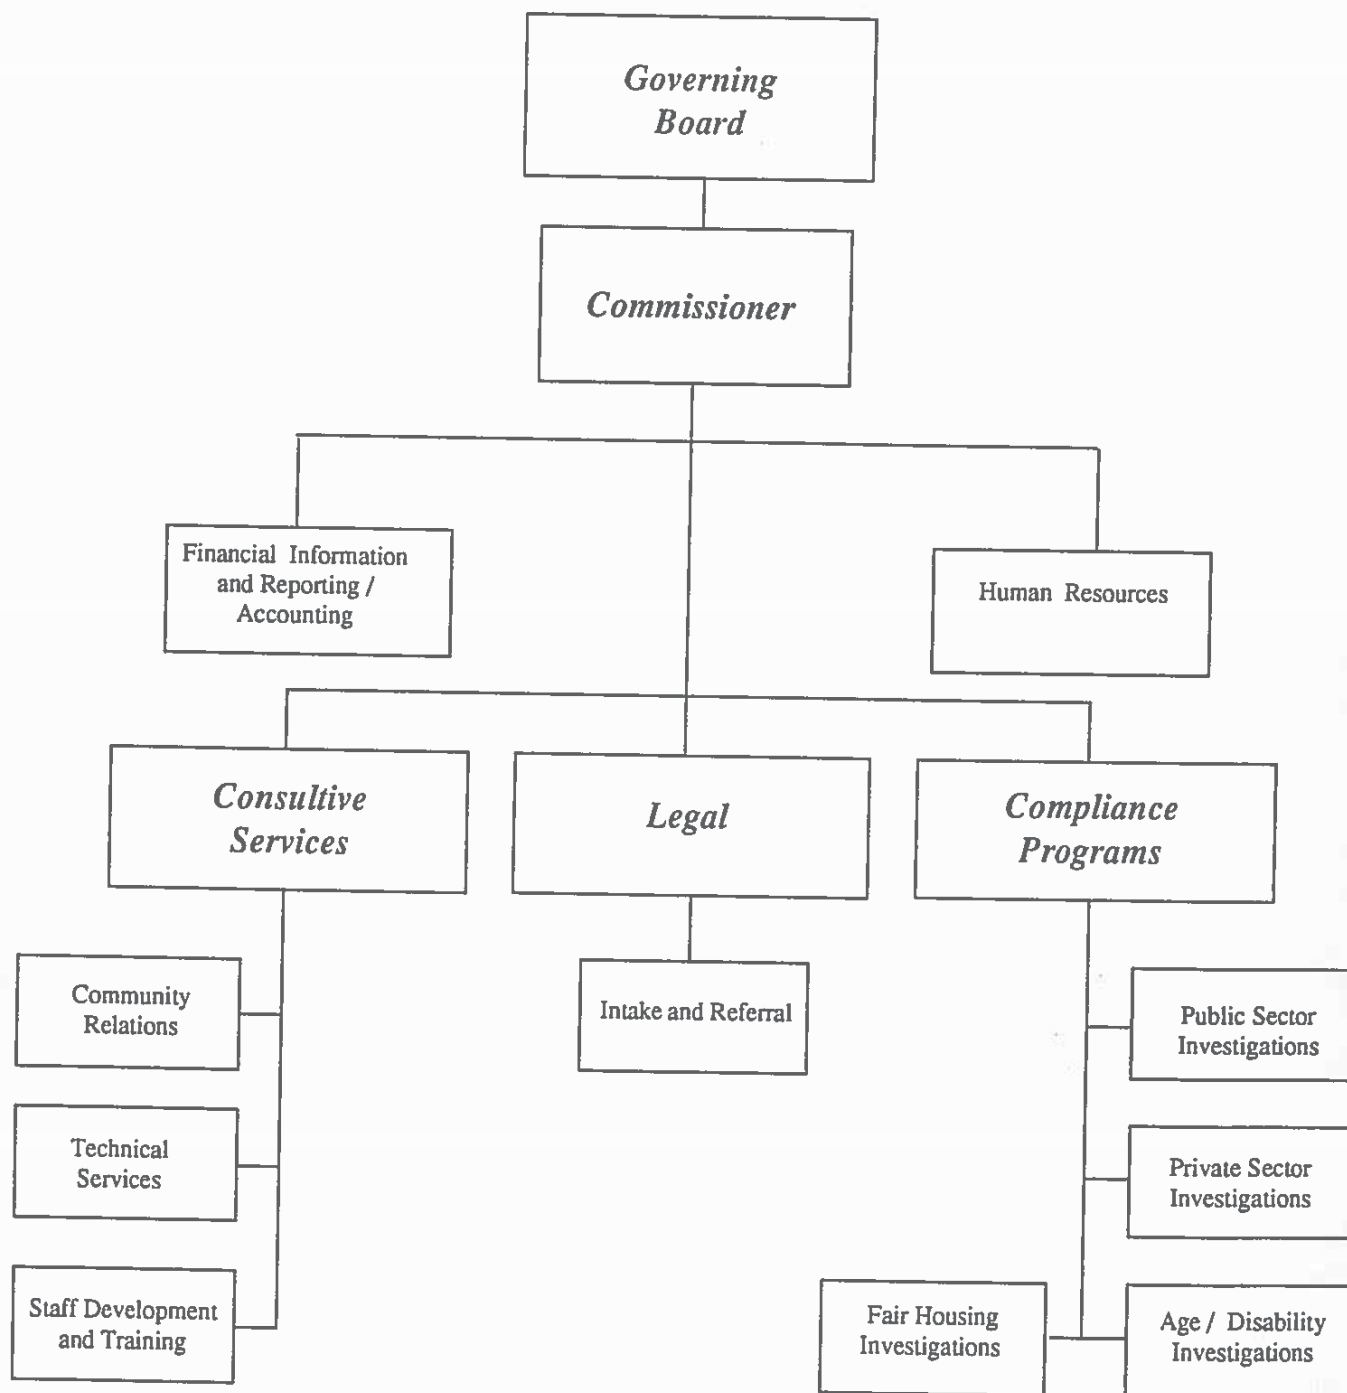 Governing
Board
Commissioner
Financial Information
and Reporting /
Accounting
Human Resources
Consultive
Services
Legal
Compliance
Programs
Community
Relations
Intake and Referral
Public Sector
Investigations
Technical
Services
Private Sector
Investigations
Staff Development
and Training
Fair Housing
Investigations
Age / Disability
Investigations